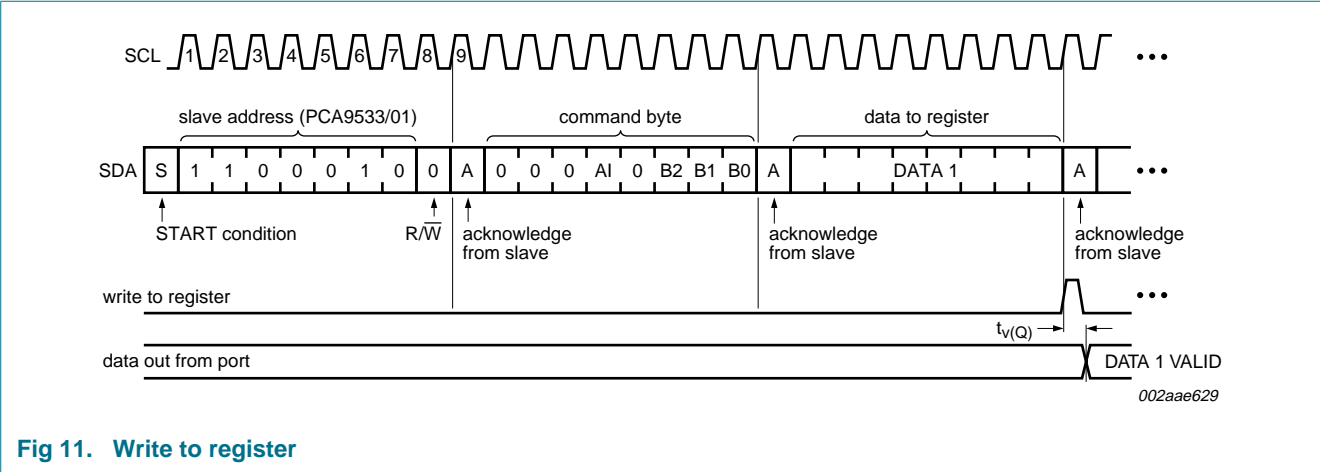 SCL 1 2 3 4 5 6 7 8 9 •••
slave address (PCA9533/01) command byte data to register
SDA S 1 1 0 0 0 1 0 0 A 0 0 0 AI 0 B2 B1 B0 A DATA 1 A •••
START condition R/W̅ acknowledge from slave acknowledge from slave acknowledge from slave
write to register •••
tv(Q)
data out from port DATA 1 VALID
002aae629
Fig 11. Write to register